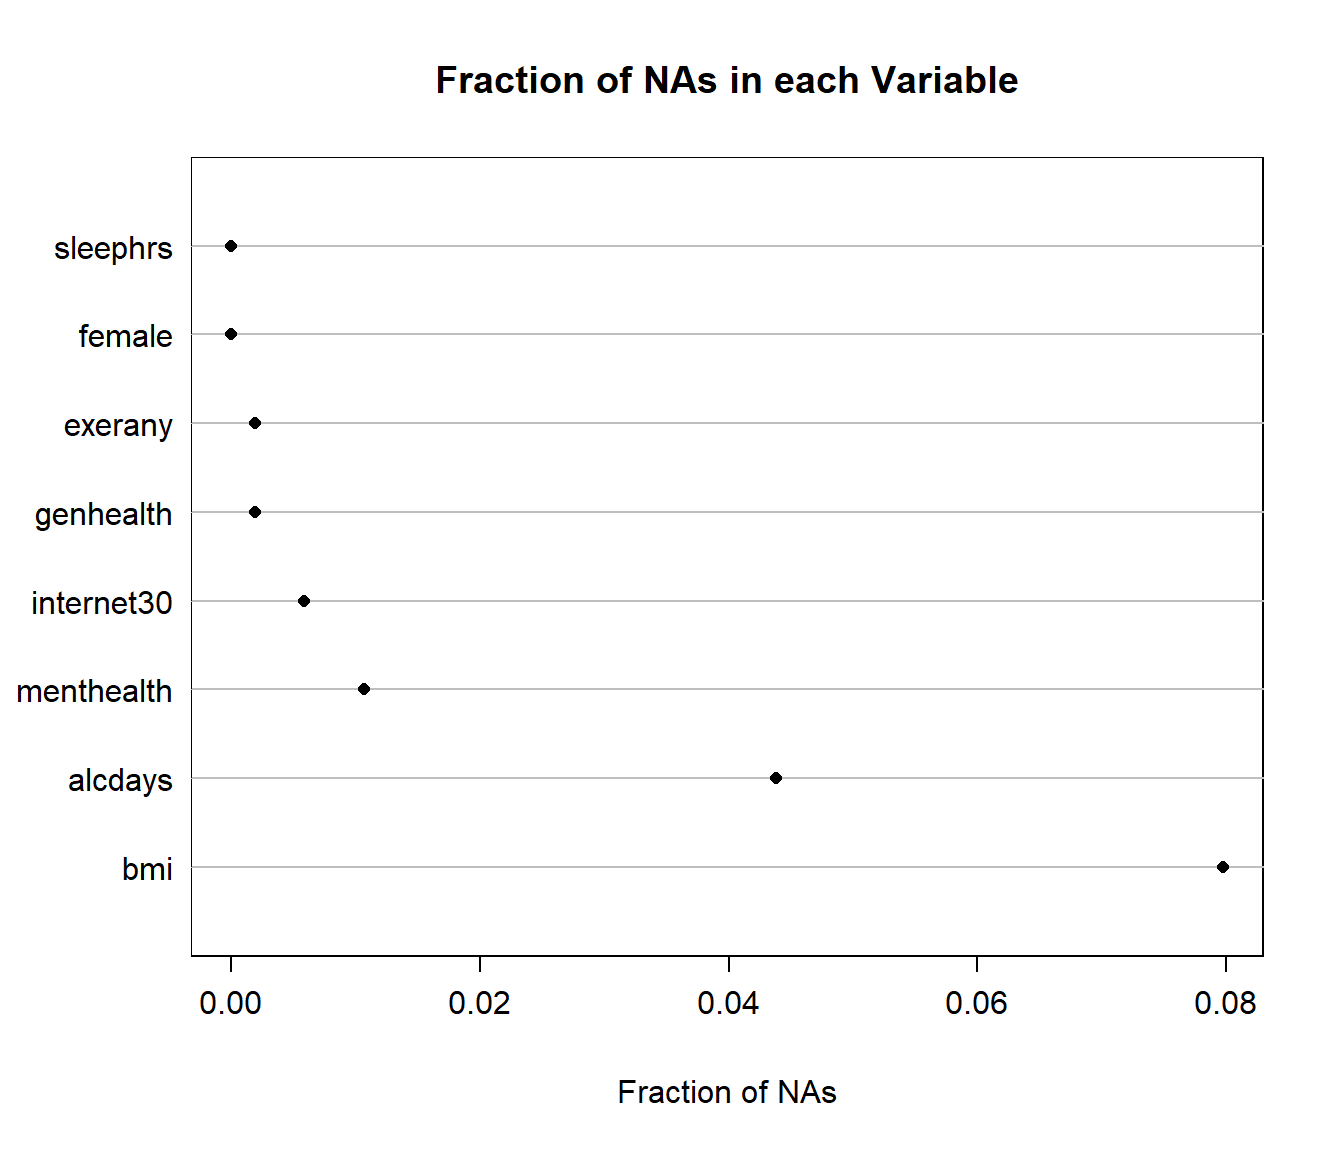 Fraction of NAs in each Variable
sleephrs
female
exerany
genhealth
internet30
menthealth
alcdays
bmi
0.00 0.02 0.04 0.06 0.08
Fraction of NAs